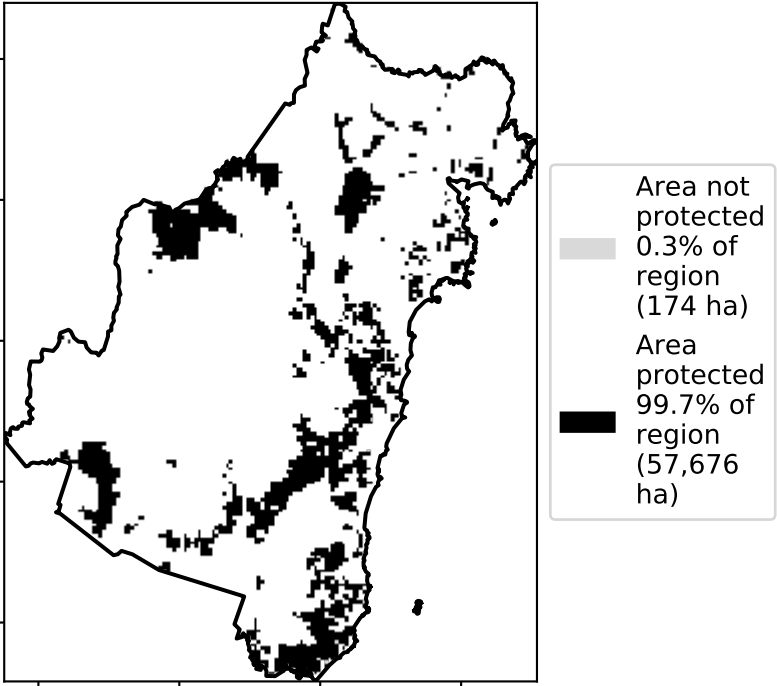 Area not
protected
0.3% of
region
(174 ha)
Area
protected
99.7% of
region
(57,676
ha)